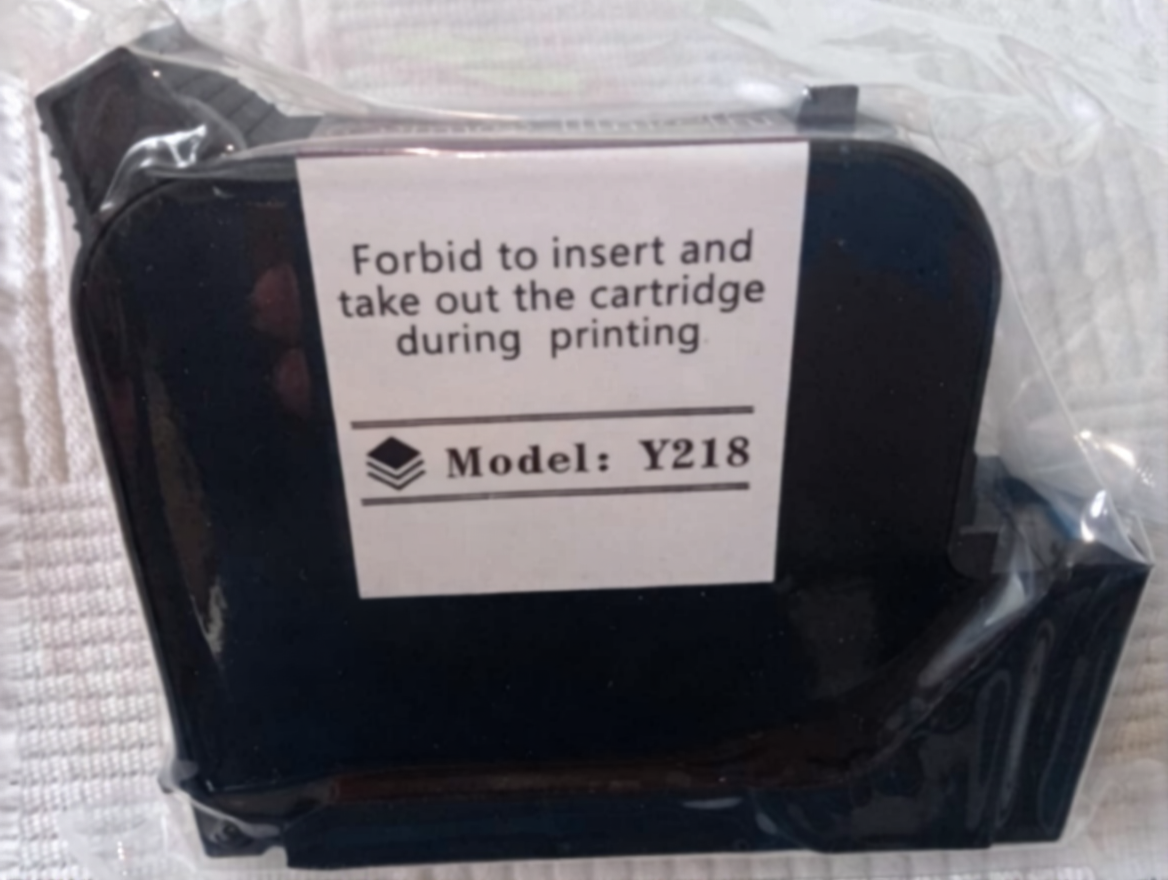 Forbid to insert and
take out the cartridge
during printing
Model: Y218